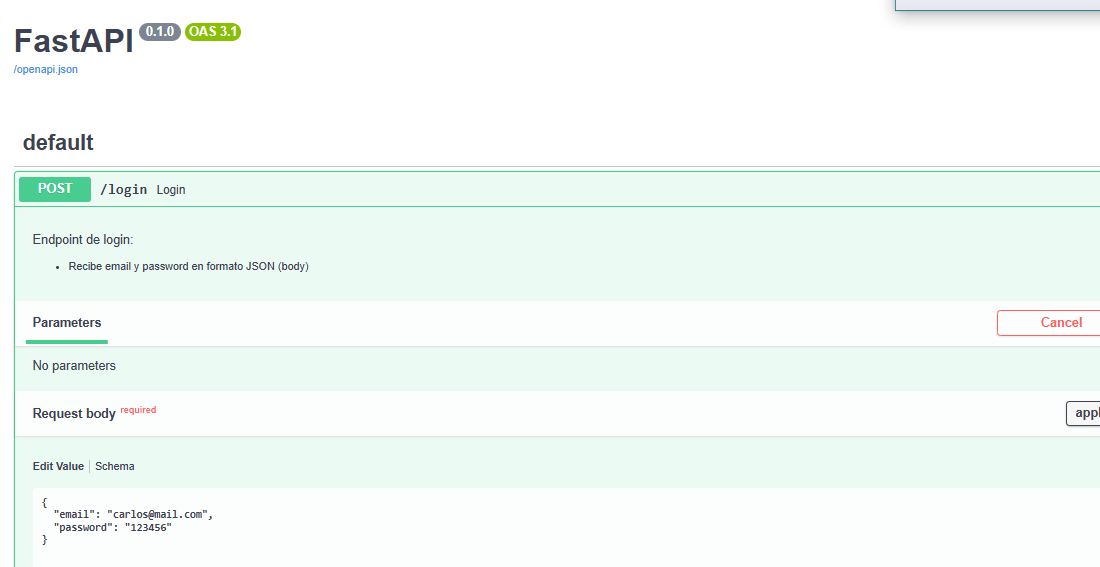 FastAPI 0.1.0 OAS 3.1
/openapi.json
default
POST /login Login
Endpoint de login:
• Recibe email y password en formato JSON (body)
Parameters Cancel
No parameters
Request body required
Edit Value | Schema
{
  "email": "carlos@mail.com",
  "password": "123456"
}